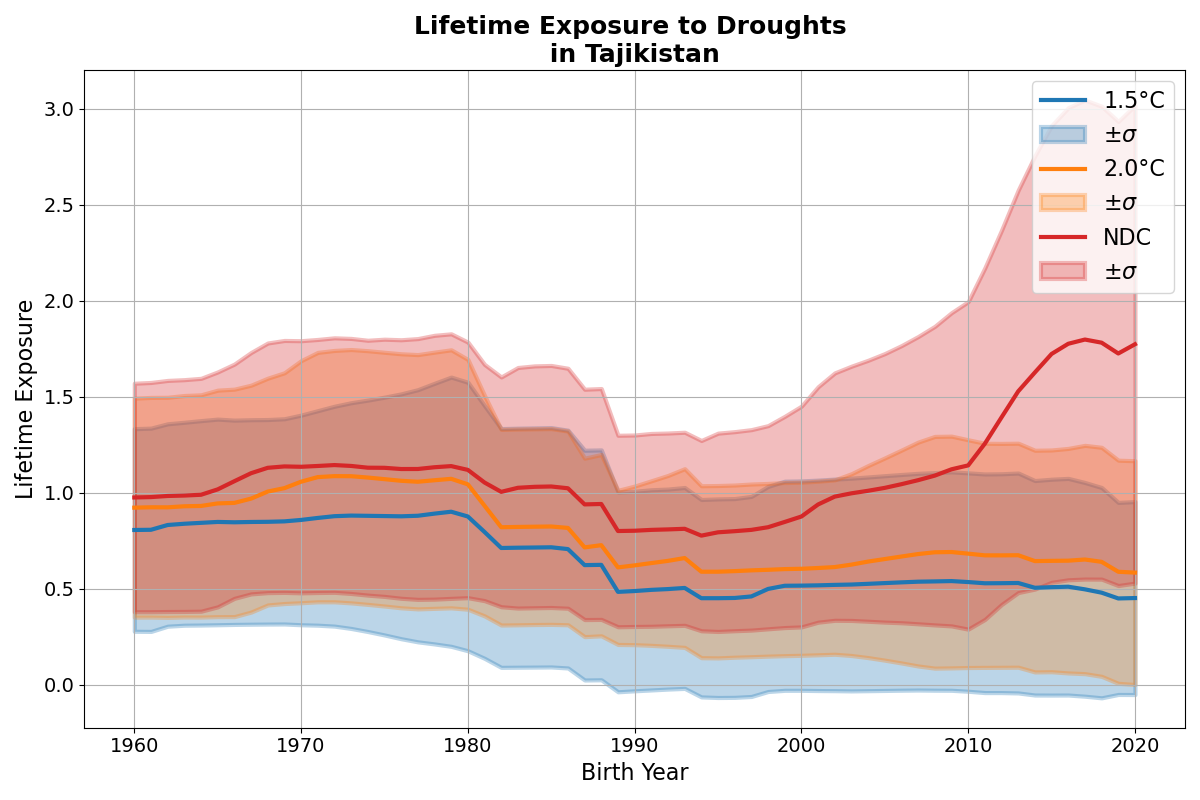 Lifetime Exposure to Droughts
in Tajikistan
Lifetime Exposure
3.0
2.5
2.0
1.5
1.0
0.5
0.0
1960
1970
1980
1990
2000
2010
2020
Birth Year
1.5°C
±σ
2.0°C
±σ
NDC
±σ